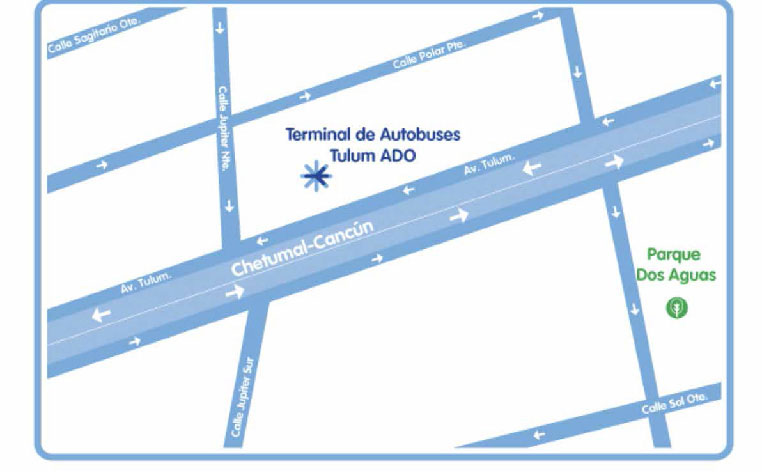 Calle Sagitario Ote.
Calle Polar Pte.
Calle Jupiter Nte.
Terminal de Autobuses
Tulum ADO
Av. Tulum.
Chetumal-Cancún
Av. Tulum.
Parque
Dos Aguas
Calle Jupiter Sur
Calle Sol Ote.